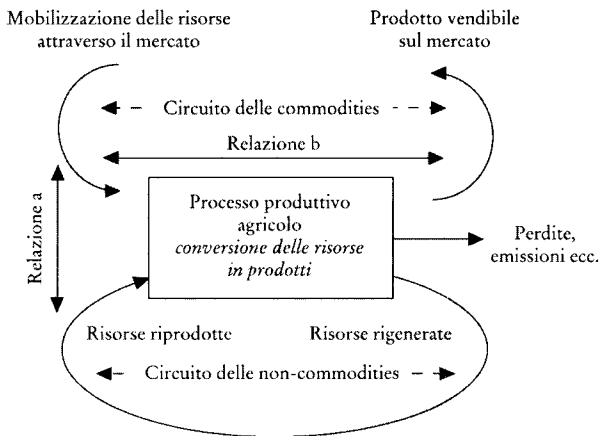 Mobilizzazione delle risorse
attraverso il mercato
Prodotto vendibile
sul mercato
Circuito delle commodities
Relazione b
Relazione a
Processo produttivo
agricolo
conversione delle risorse
in prodotti
Perdite,
emissioni ecc.
Risorse riprodotte
Risorse rigenerate
Circuito delle non-commodities